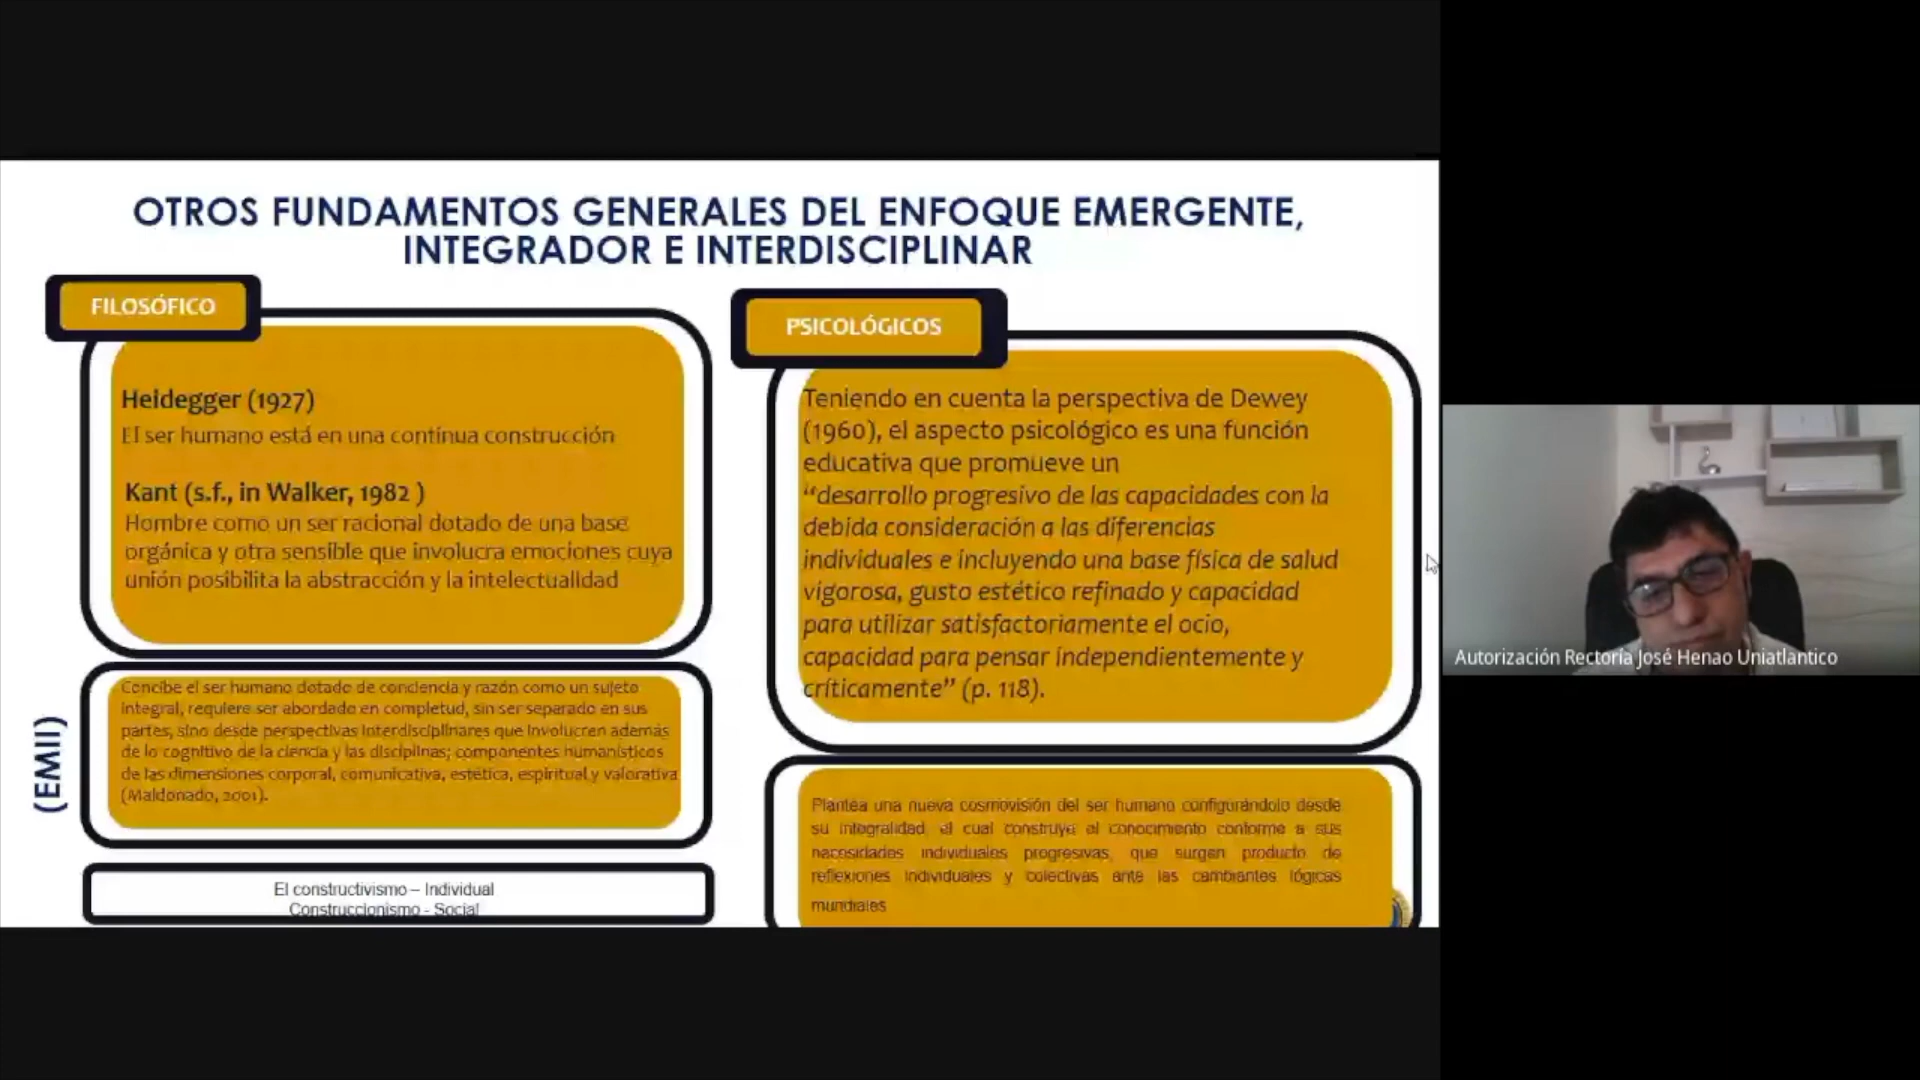 OTROS FUNDAMENTOS GENERALES DEL ENFOQUE EMERGENTE,
INTEGRADOR E INTERDISCIPLINAR
FILOSÓFICO
Heidegger (1927)
El ser humano está en una continua construcción
Kant (s.f., in Walker, 1982 )
Hombre como un ser racional dotado de una base
orgánica y otra sensible que involucra emociones cuya
unión posibilita la abstracción y la intelectualidad
(EMII)
Concibe el ser humano dotado de conciencia y razón como un sujeto
integral, requiere ser abordado en completud, sin ser separado en sus
partes, sino desde perspectivas interdisciplinares que involucren además
de lo cognitivo de la ciencia y las disciplinas; componentes humanísticos
de las dimensiones corporal, comunicativa, estética, espiritual y valorativa
(Maldonado, 2001).
El constructivismo – Individual
Construccionismo - Social
PSICOLÓGICOS
Teniendo en cuenta la perspectiva de Dewey
(1960), el aspecto psicológico es una función
educativa que promueve un
“desarrollo progresivo de las capacidades con la
debida consideración a las diferencias
individuales e incluyendo una base física de salud
vigorosa, gusto estético refinado y capacidad
para utilizar satisfactoriamente el ocio,
capacidad para pensar independientemente y
críticamente” (p. 118).
Plantea una nueva cosmovisión del ser humano configurándolo desde
su integralidad, el cual construye el conocimiento conforme a sus
necesidades individuales progresivas, que surgen producto de
reflexiones individuales y colectivas ante las cambiantes lógicas
mundiales
Autorización Rectoría José Henao Uniatlantico